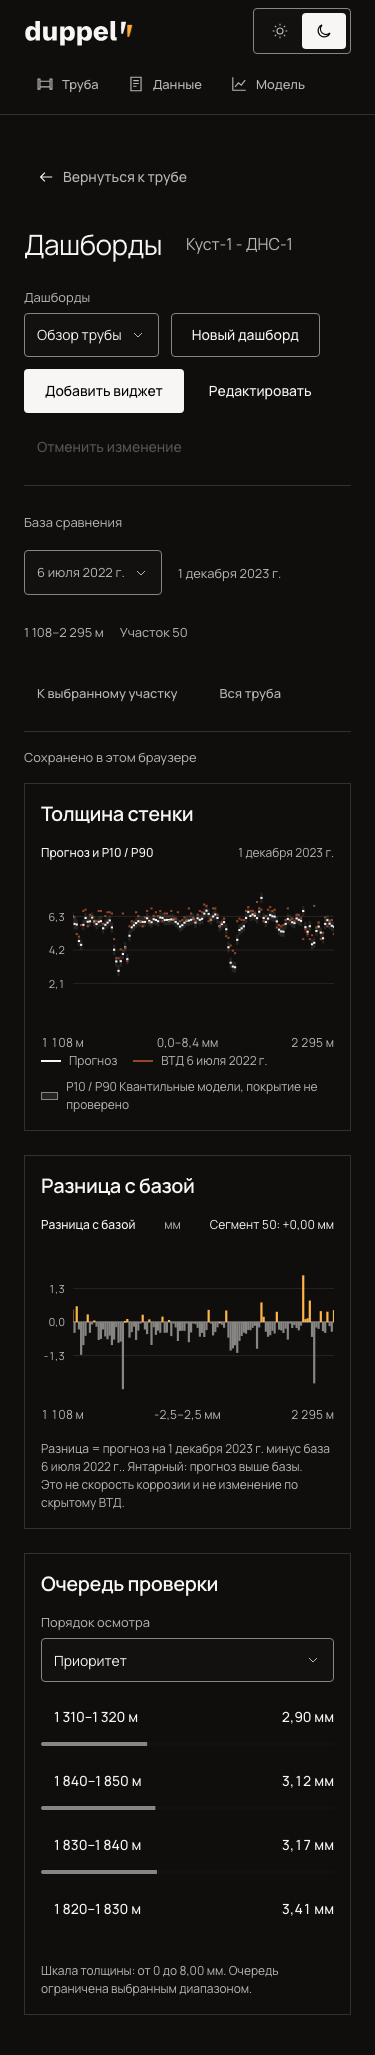 duppel
Труба Данные Модель
Вернуться к трубе
Дашборды Куст-1 - ДНС-1
Дашборды
Обзор трубы Новый дашборд
Добавить виджет Редактировать
Отменить изменение
База сравнения
6 июля 2022 г. 1 декабря 2023 г.
1 108–2 295 м Участок 50
К выбранному участку Вся труба
Сохранено в этом браузере
Толщина стенки
Прогноз и P10 / P90 1 декабря 2023 г.
6,3
4,2
2,1
1 108 м 0,0–8,4 мм 2 295 м
Прогноз ВТД 6 июля 2022 г.
P10 / P90 Квантильные модели, покрытие не
проверено
Разница с базой
Разница с базой мм Сегмент 50: +0,00 мм
1,3
0,0
-1,3
1 108 м -2,5–2,5 мм 2 295 м
Разница = прогноз на 1 декабря 2023 г. минус база
6 июля 2022 г.. Янтарный: прогноз выше базы.
Это не скорость коррозии и не изменение по
скрытому ВТД.
Очередь проверки
Порядок осмотра
Приоритет
1 310–1 320 м 2,90 мм
1 840–1 850 м 3,12 мм
1 830–1 840 м 3,17 мм
1 820–1 830 м 3,41 мм
Шкала толщины: от 0 до 8,00 мм. Очередь
ограничена выбранным диапазоном.